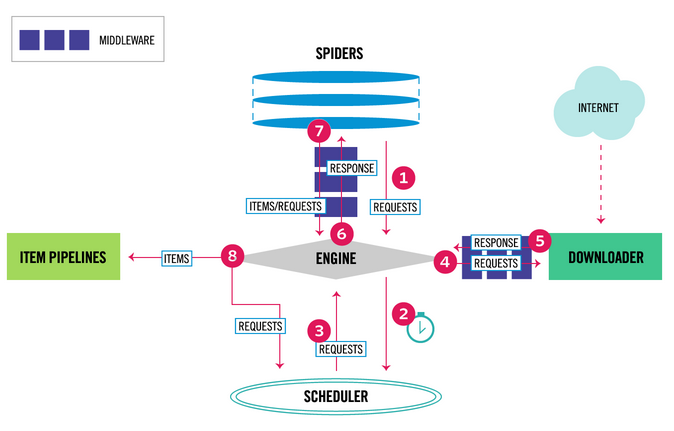 MIDDLEWARE
SPIDERS
INTERNET
7
RESPONSE
1
ITEMS/REQUESTS
REQUESTS
6
RESPONSE
5
ITEM PIPELINES
ITEMS
8
ENGINE
4
REQUESTS
DOWNLOADER
2
REQUESTS
3
REQUESTS
SCHEDULER